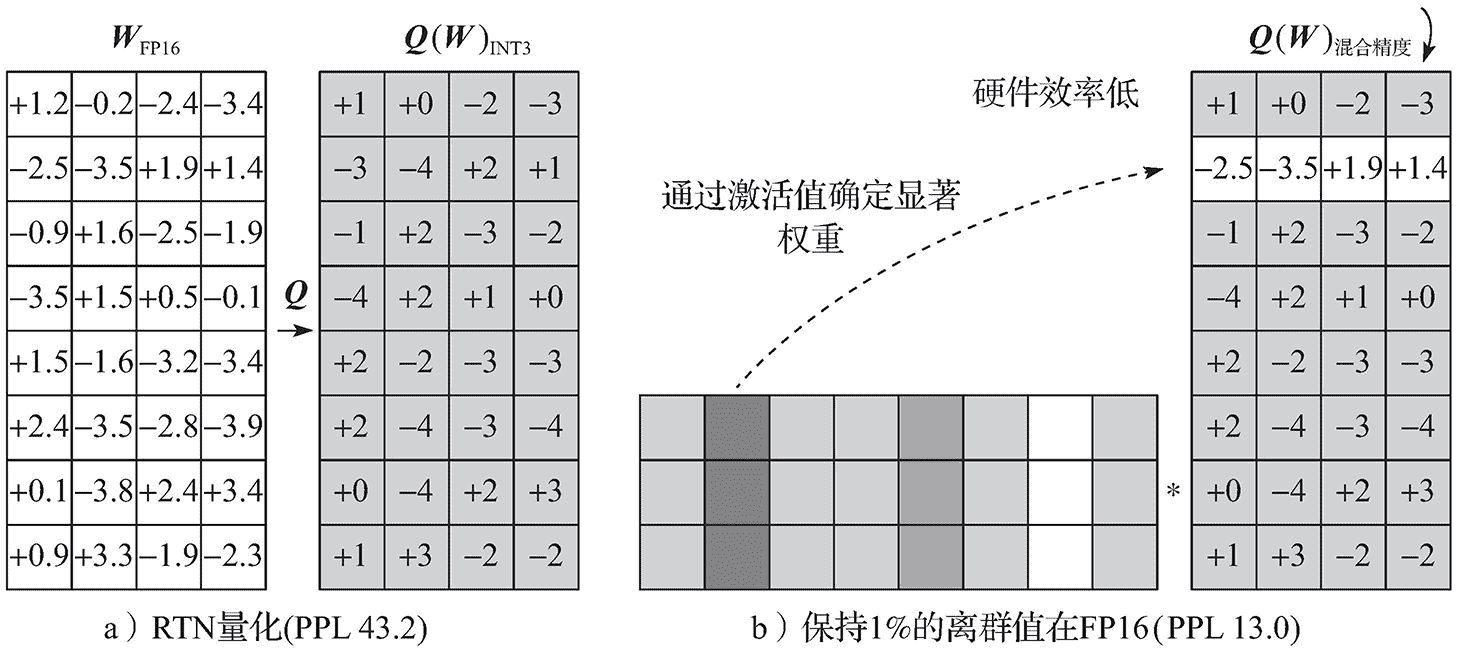 W FP16
+1.2 −0.2 −2.4 −3.4
−2.5 −3.5 +1.9 +1.4
−0.9 +1.6 −2.5 −1.9
−3.5 +1.5 +0.5 −0.1
+1.5 −1.6 −3.2 −3.4
+2.4 −3.5 −2.8 −3.9
+0.1 −3.8 +2.4 +3.4
+0.9 +3.3 −1.9 −2.3
Q
Q(W)INT3
+1 +0 −2 −3
−3 −4 +2 +1
−1 +2 −3 −2
−4 +2 +1 +0
+2 −2 −3 −3
+2 −4 −3 −4
+0 −4 +2 +3
+1 +3 −2 −2
a）RTN量化(PPL 43.2)
硬件效率低
通过激活值确定显著
权重
*
Q(W)混合精度
+1 +0 −2 −3
−2.5 −3.5 +1.9 +1.4
−1 +2 −3 −2
−4 +2 +1 +0
+2 −2 −3 −3
+2 −4 −3 −4
+0 −4 +2 +3
+1 +3 −2 −2
b）保持1%的离群值在FP16(PPL 13.0)